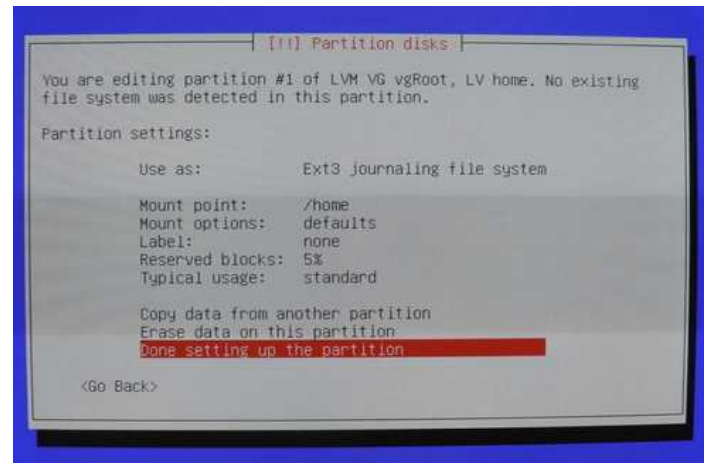 [!!] Partition disks
You are editing partition #1 of LVM VG vgRoot, LV home. No existing
file system was detected in this partition.
Partition settings:
Use as: Ext3 journaling file system
Mount point: /home
Mount options: defaults
Label: none
Reserved blocks: 5%
Typical usage: standard
Copy data from another partition
Erase data on this partition
Done setting up the partition
<Go Back>